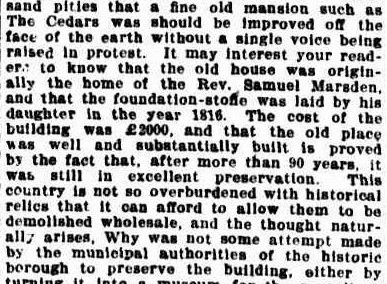 sand pities that a fine old mansion such as
The Cedars was should be improved off the
face of the earth without a single voice being
raised in protest. It may interest your read-
er: to know that the old house was origin-
ally the home of the Rev. Samuel Marsden,
and that the foundation-stone was laid by his
daughter in the year 1816. The cost of the
building was £2000, and that the old place
was well and substantially built is proved
by the fact that, after more than 90 years, it
was still in excellent preservation. This
country is not so overburdened with historical
relics that it can afford to allow them to be
demolished wholesale, and the thought natur-
ally arises, Why was not some attempt made
by the municipal authorities of the historic
borough to preserve the building, either by
turning it into a museum for the